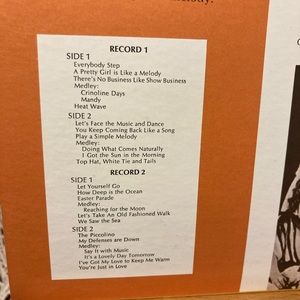 melody.
RECORD 1
SIDE 1
Everybody Step
A Pretty Girl is Like a Melody
There's No Business Like Show Business
Medley:
Crinoline Days
Mandy
Heat Wave
SIDE 2
Let's Face the Music and Dance
You Keep Coming Back Like a Song
Play a Simple Melody
Medley:
Doing What Comes Naturally
I Got the Sun in the Morning
Top Hat, White Tie and Tails
RECORD 2
SIDE 1
Let Yourself Go
How Deep is the Ocean
Easter Parade
Medley:
Reaching for the Moon
Let's Take An Old Fashioned Walk
We Saw the Sea
SIDE 2
The Piccolino
My Defenses are Down
Medley:
Say It with Music
It's a Lovely Day Tomorrow
I've Got My Love to Keep Me Warm
You're Just in Love